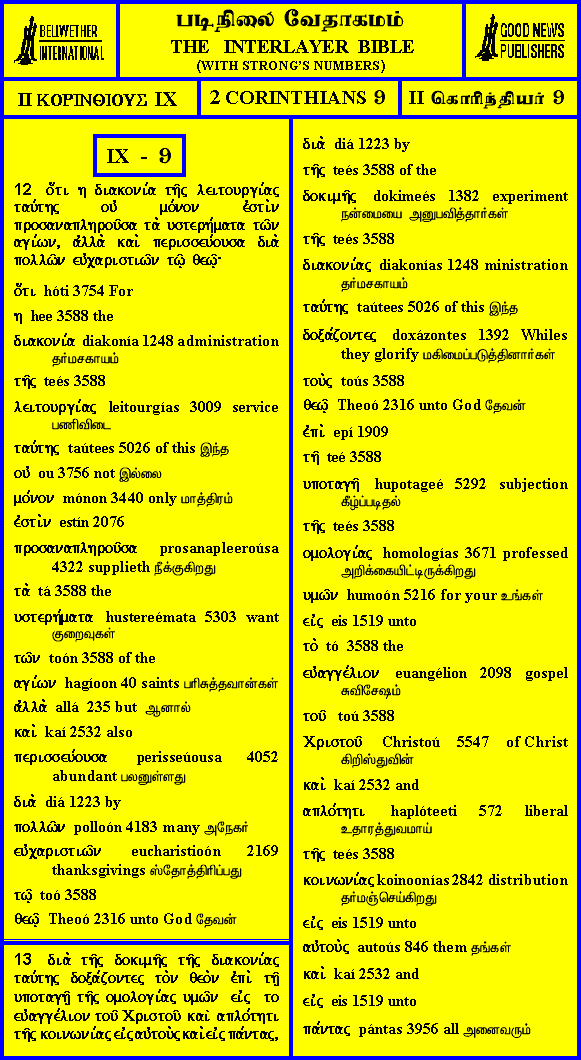 BELLWETHER
INTERNATIONAL
படிநிலை வேதாகமம்
THE INTERLAYER BIBLE
(WITH STRONG'S NUMBERS)
GOOD NEWS
PUBLISHERS
II ΚΟΡΙΝΘΙΟΥΣ IX
2 CORINTHIANS 9
II கொரிந்தியர் 9
IX - 9
12 ὅτι η διακονία τῆς λειτουργίας
ταύτης οὐ μόνον ἐστὶν
προσαναπληροῦσα τὰ υστερήματα τῶν
αγίων, ἀλλὰ καὶ περισσεύουσα διὰ
πολλῶν εὐχαριστιῶν τῷ θεῷ·
ὅτι hóti 3754 For
η hee 3588 the
διακονία diakonía 1248 administration
தர்மசகாயம்
τῆς teés 3588
λειτουργίας leitourgías 3009 service
பணிவிடை
ταύτης taútees 5026 of this இந்த
οὐ ou 3756 not இல்லை
μόνον mónon 3440 only மாத்திரம்
ἐστὶν estín 2076
προσαναπληροῦσα prosanapleeroúsa
4322 supplieth நீக்குகிறது
τὰ tá 3588 the
υστερήματα hustereémata 5303 want
குறைவுகள்
τῶν toón 3588 of the
αγίων hagíoon 40 saints பரிசுத்தவான்கள்
ἀλλὰ allá 235 but ஆனால்
καὶ kaí 2532 also
περισσεύουσα perisseúousa 4052
abundant பலனுள்ளது
διὰ diá 1223 by
πολλῶν polloón 4183 many அநேகர்
εὐχαριστιῶν eucharistioón 2169
thanksgivings ஸ்தோத்திரிப்பது
τῷ toó 3588
θεῷ Theoó 2316 unto God தேவன்
13 διὰ τῆς δοκιμῆς τῆς διακονίας
ταύτης δοξάζοντες τὸν θεὸν ἐπὶ τῇ
υποταγῇ τῆς ομολογίας υμῶν εἰς το
εὐαγγέλιον τοῦ Χριστοῦ καὶ απλότητι
τῆς κοινωνίας εἰς αὐτοὺς καὶ εἰς πάντας,
διὰ diá 1223 by
τῆς teés 3588 of the
δοκιμῆς dokimeés 1382 experiment
நன்மையை அனுபவித்தார்கள்
τῆς teés 3588
διακονίας diakonías 1248 ministration
தர்மசகாயம்
ταύτης taútees 5026 of this இந்த
δοξάζοντες doxázontes 1392 Whiles
they glorify மகிமைப்படுத்தினார்கள்
τοὺς toús 3588
θεῷ Theoó 2316 unto God தேவன்
ἐπὶ epí 1909
τῇ teé 3588
υποταγῇ hupotageé 5292 subjection
கீழ்ப்படிதல்
τῆς teés 3588
ομολογίας homologías 3671 professed
அறிக்கையிட்டிருக்கிறது
υμῶν humoón 5216 for your உங்கள்
εἰς eis 1519 unto
τὸ tó 3588 the
εὐαγγέλιον euangélion 2098 gospel
சுவிசேஷம்
τοῦ toú 3588
Χριστοῦ Christoú 5547 of Christ
கிறிஸ்துவின்
καὶ kaí 2532 and
απλότητι haplóteeti 572 liberal
உதாரத்துவமாய்
τῆς teés 3588
κοινωνίας koinoonías 2842 distribution
தர்மஞ்செய்கிறது
εἰς eis 1519 unto
αὐτοὺς autoús 846 them தங்கள்
καὶ kaí 2532 and
εἰς eis 1519 unto
πάντας pántas 3956 all அனைவரும்